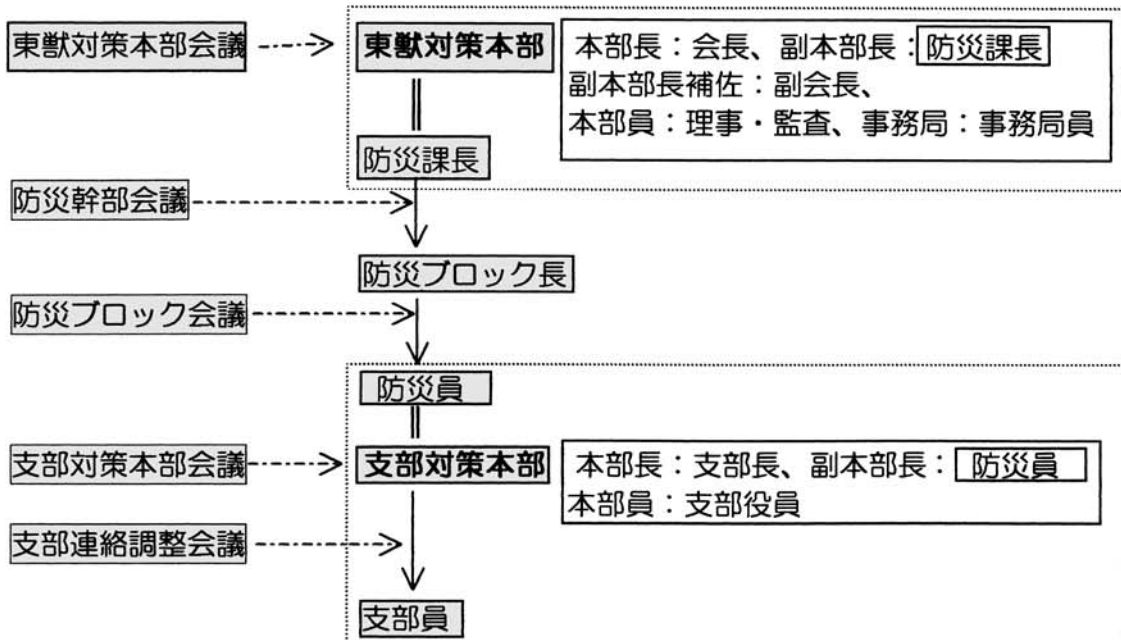 東獣対策本部会議
東獣対策本部
本部長：会長、副本部長：防災課長
副本部長補佐：副会長、
本部員：理事・監査、事務局：事務局員
防災課長
防災幹部会議
防災ブロック長
防災ブロック会議
防災員
支部対策本部会議
支部対策本部
本部長：支部長、副本部長：防災員
本部員：支部役員
支部連絡調整会議
支部員